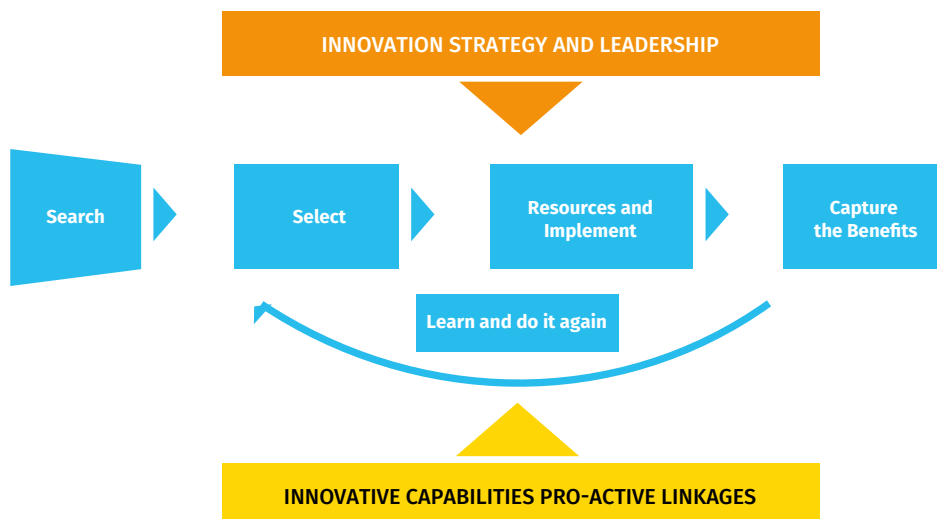 INNOVATION STRATEGY AND LEADERSHIP
Search
Select
Resources and
Implement
Capture
the Benefits
Learn and do it again
INNOVATIVE CAPABILITIES PRO-ACTIVE LINKAGES